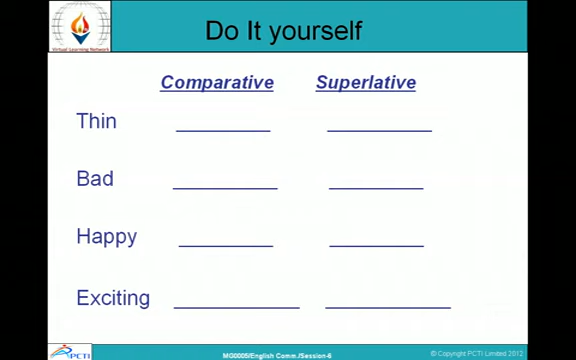 Do It yourself
Virtual Learning Network
Comparative Superlative
Thin
Bad
Happy
Exciting
PCTI
MG0005/English Comm./Session-6
© Copyright PCTI Limited 2012